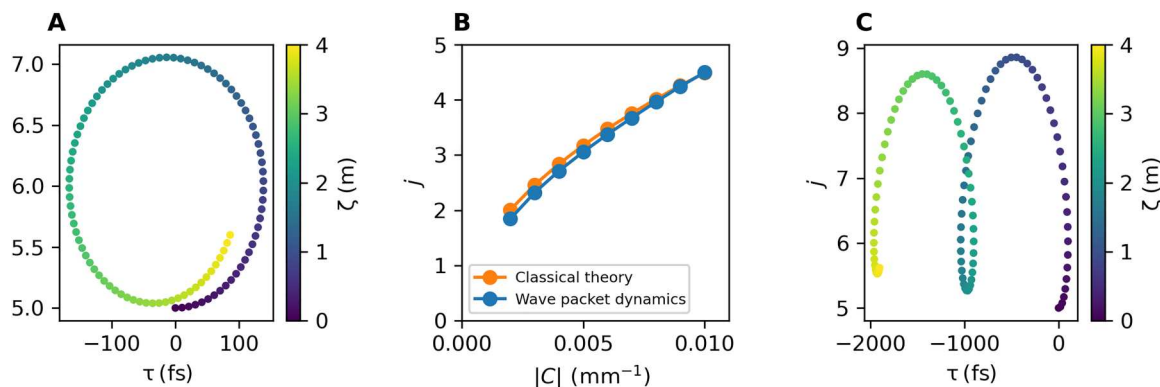 A
7.0
6.5
6.0
5.5
5.0
−100
0
100
τ (fs)
4
3
2
1
0
ζ (m)
B
5
4
3
2
1
0
j
Classical theory
Wave packet dynamics
0.000
0.005
0.010
|C| (mm⁻¹)
C
9
8
7
6
5
j
−2000
−1000
0
τ (fs)
4
3
2
1
0
ζ (m)